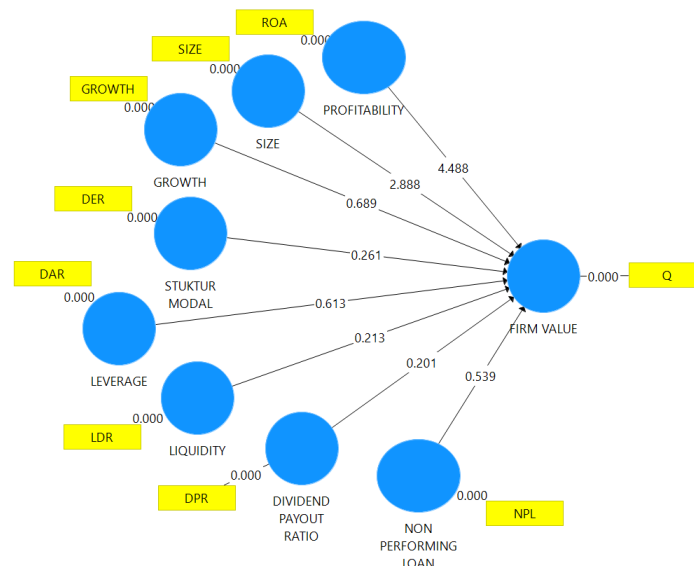 ROA
0.000
PROFITABILITY
SIZE
0.000
SIZE
GROWTH
0.000
GROWTH
4.488
2.888
0.689
DER
0.000
STUKTUR
MODAL
0.261
DAR
0.000
LEVERAGE
0.613
0.000
Q
FIRM VALUE
LDR
0.000
LIQUIDITY
0.213
0.201
0.539
DPR
0.000
DIVIDEND
PAYOUT
RATIO
NPL
0.000
NON
PERFORMING
LOAN